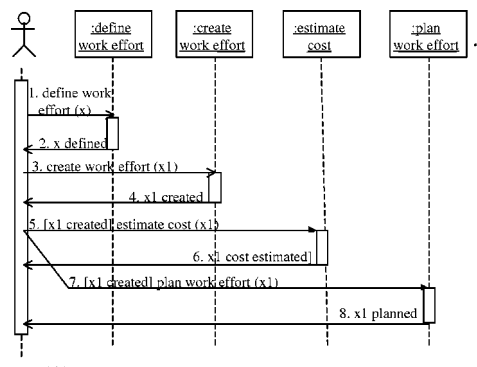 :define
work effort
:create
work effort
:estimate
cost
:plan
work effort
1. define work
effort (x)
2. x defined
3. create work effort (x1)
4. x1 created
5. [x1 created] estimate cost (x1)
6. x1 cost estimated]
7. [x1 created] plan work effort (x1)
8. x1 planned